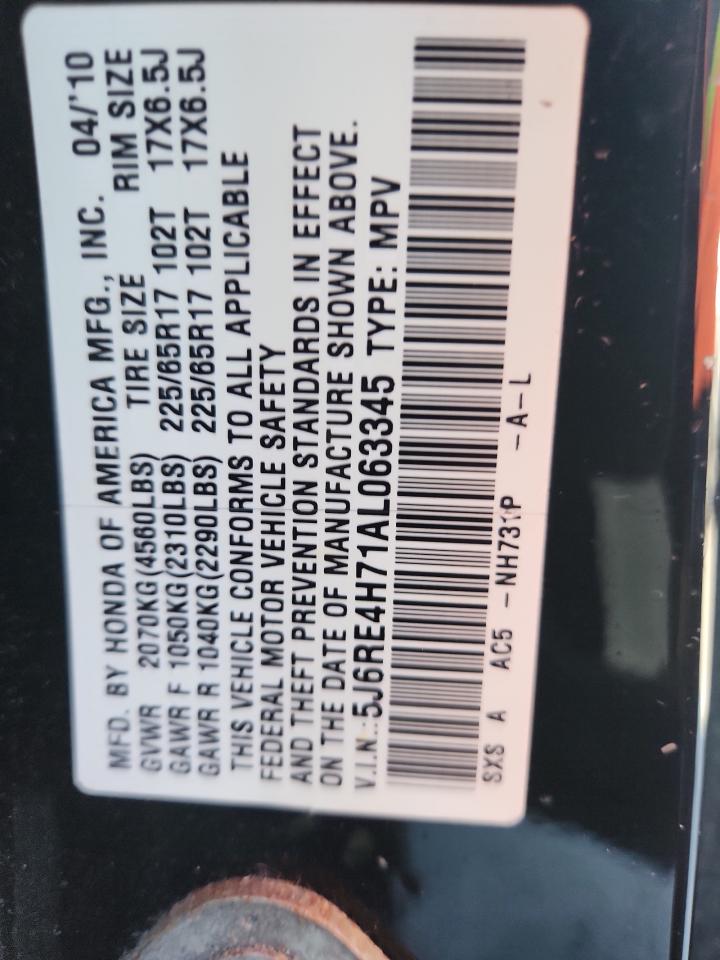 MFD. BY HONDA OF AMERICA MFG., INC. 04/'10
GVWR 2070KG(4560LBS) TIRE SIZE RIM SIZE
GAWR F 1050KG(2310LBS) 225/65R17 102T 17X6.5J
GAWR R 1040KG(2290LBS) 225/65R17 102T 17X6.5J
THIS VEHICLE CONFORMS TO ALL APPLICABLE
FEDERAL MOTOR VEHICLE SAFETY
AND THEFT PREVENTION STANDARDS IN EFFECT
ON THE DATE OF MANUFACTURE SHOWN ABOVE.
V.I.N.:5J6RE4H71AL063345 TYPE: MPV
SXS A AC5 -NH731P -A-L